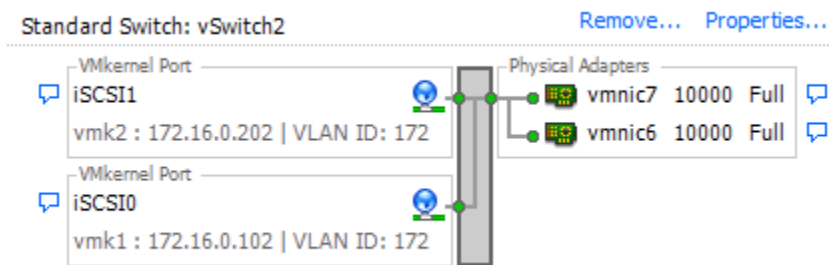 Standard Switch: vSwitch2 Remove... Properties...
VMkernel Port
iSCSI1
vmk2 : 172.16.0.202 | VLAN ID: 172
VMkernel Port
iSCSI0
vmk1 : 172.16.0.102 | VLAN ID: 172
Physical Adapters
vmnic7 10000 Full
vmnic6 10000 Full